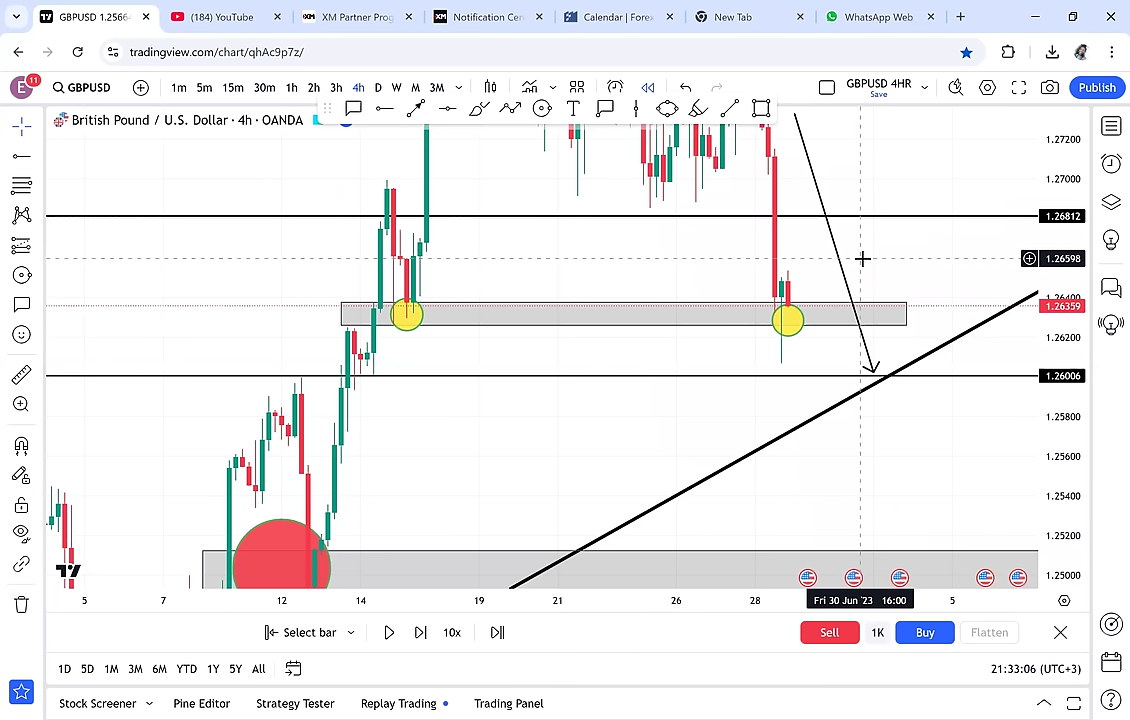 GBPUSD 1.2566
(184) YouTube
XM Partner Prog
Notification Cen
Calendar | Forex
New Tab
WhatsApp Web
tradingview.com/chart/qhAc9p7z/
E 11
GBPUSD
1m 5m 15m 30m 1h 2h 3h 4h D W M 3M
GBPUSD 4HR
Save
Publish
British Pound / U.S. Dollar · 4h · OANDA
1.27200
1.27000
1.26812
1.26598
1.26400
1.26359
1.26200
1.26006
1.25800
1.25600
1.25400
1.25200
1.25000
5 7 12 14 19 21 26 28 Fri 30 Jun '23 16:00 5
Select bar
10x
Sell 1K Buy Flatten
1D 5D 1M 3M 6M YTD 1Y 5Y All
21:33:06 (UTC+3)
Stock Screener Pine Editor Strategy Tester Replay Trading Trading Panel